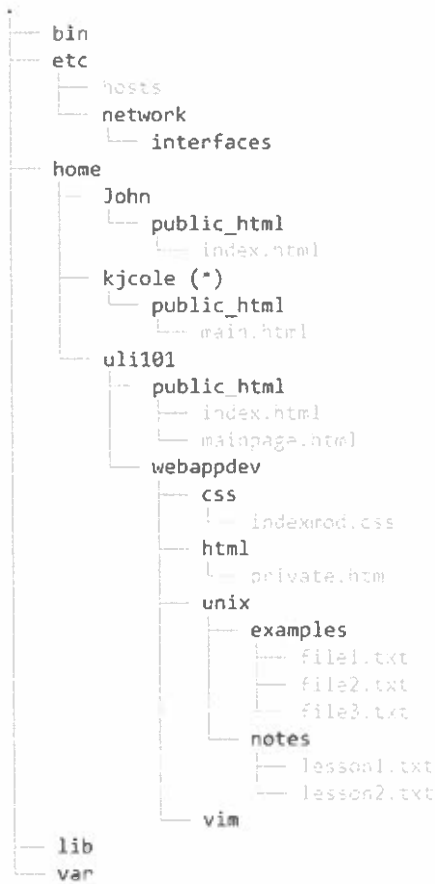 .
bin
etc
hosts
network
interfaces
home
John
public_html
index.html
kjcole (*)
public_html
main.html
uli101
public_html
index.html
mainpage.html
webappdev
css
indexmod.css
html
private.htm
unix
examples
file1.txt
file2.txt
file3.txt
notes
lesson1.txt
lesson2.txt
vim
lib
var